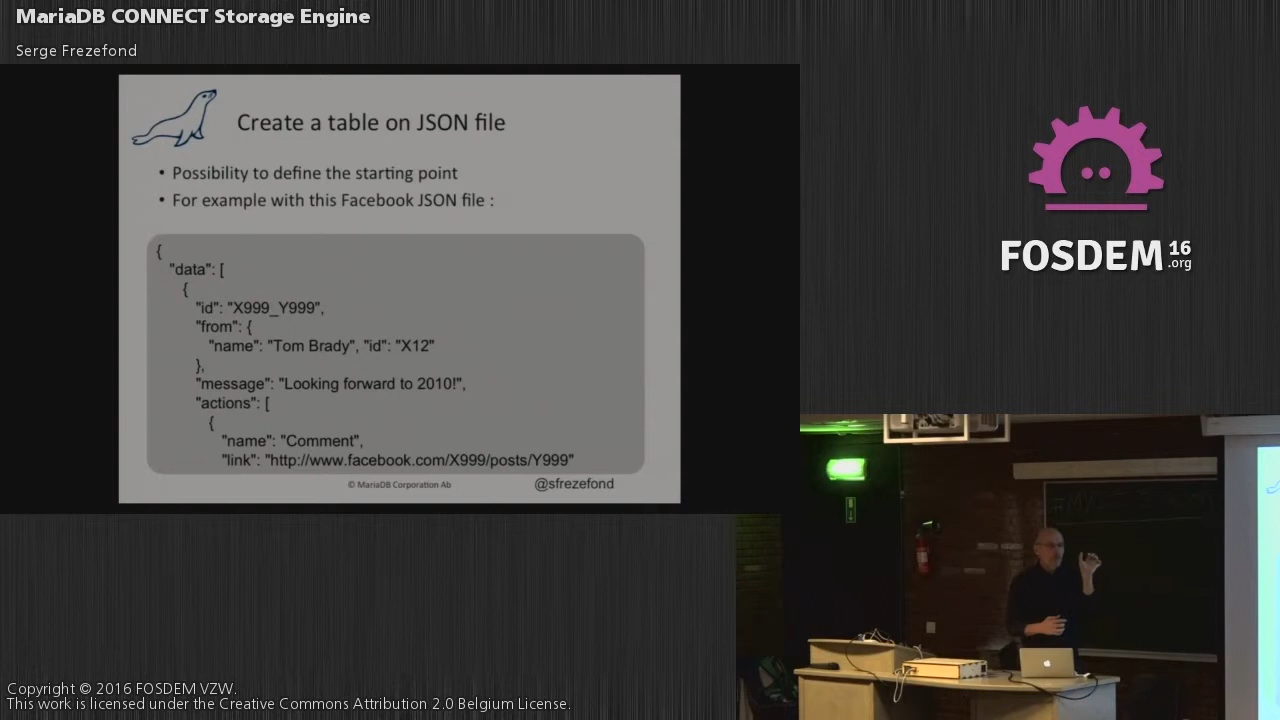 MariaDB CONNECT Storage Engine
Serge Frezefond
Create a table on JSON file
• Possibility to define the starting point
• For example with this Facebook JSON file :
{
"data": [
{
"id": "X999_Y999",
"from": {
"name": "Tom Brady", "id": "X12"
},
"message": "Looking forward to 2010!",
"actions": [
{
"name": "Comment",
"link": "http://www.facebook.com/X999/posts/Y999"
© MariaDB Corporation Ab
@sfrezefond
FOSDEM 16
.org
Copyright © 2016 FOSDEM VZW.
This work is licensed under the Creative Commons Attribution 2.0 Belgium License.